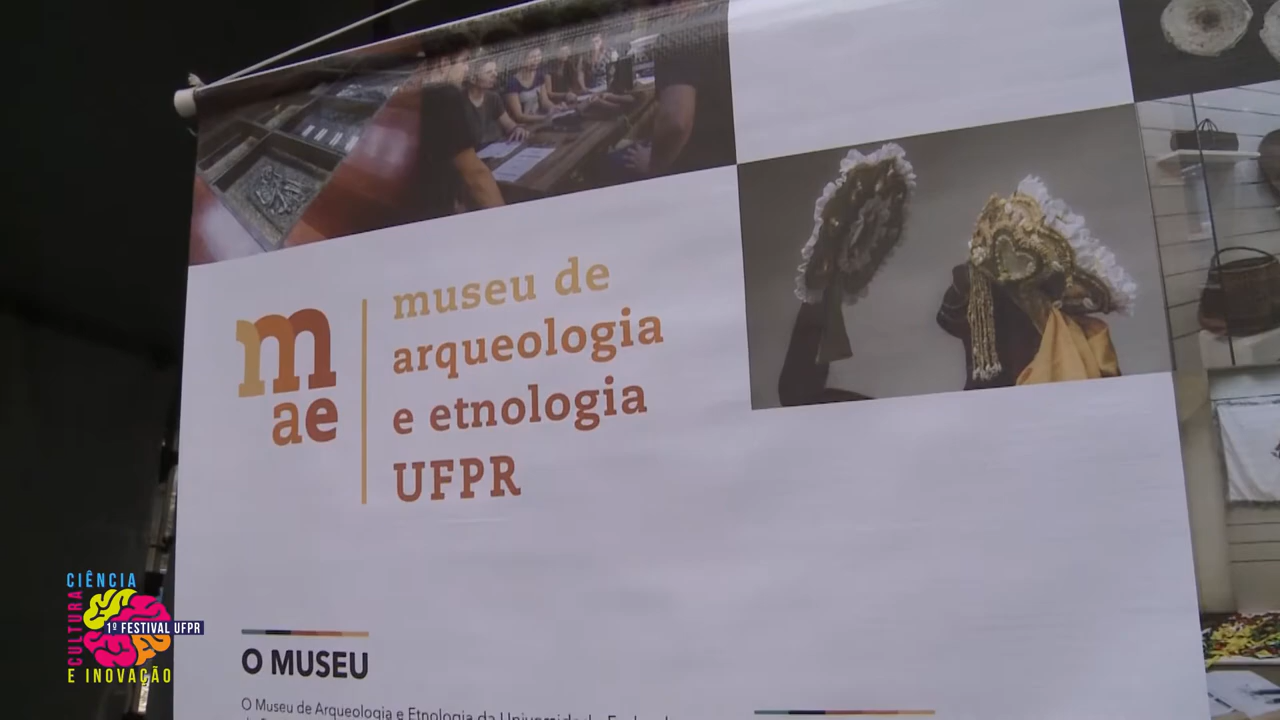 museu de
arqueologia
e etnologia
UFPR
mae
O MUSEU
O Museu de Arqueologia e Etnologia da
CIÊNCIA
CULTURA
1º FESTIVAL UFPR
E INOVAÇÃO